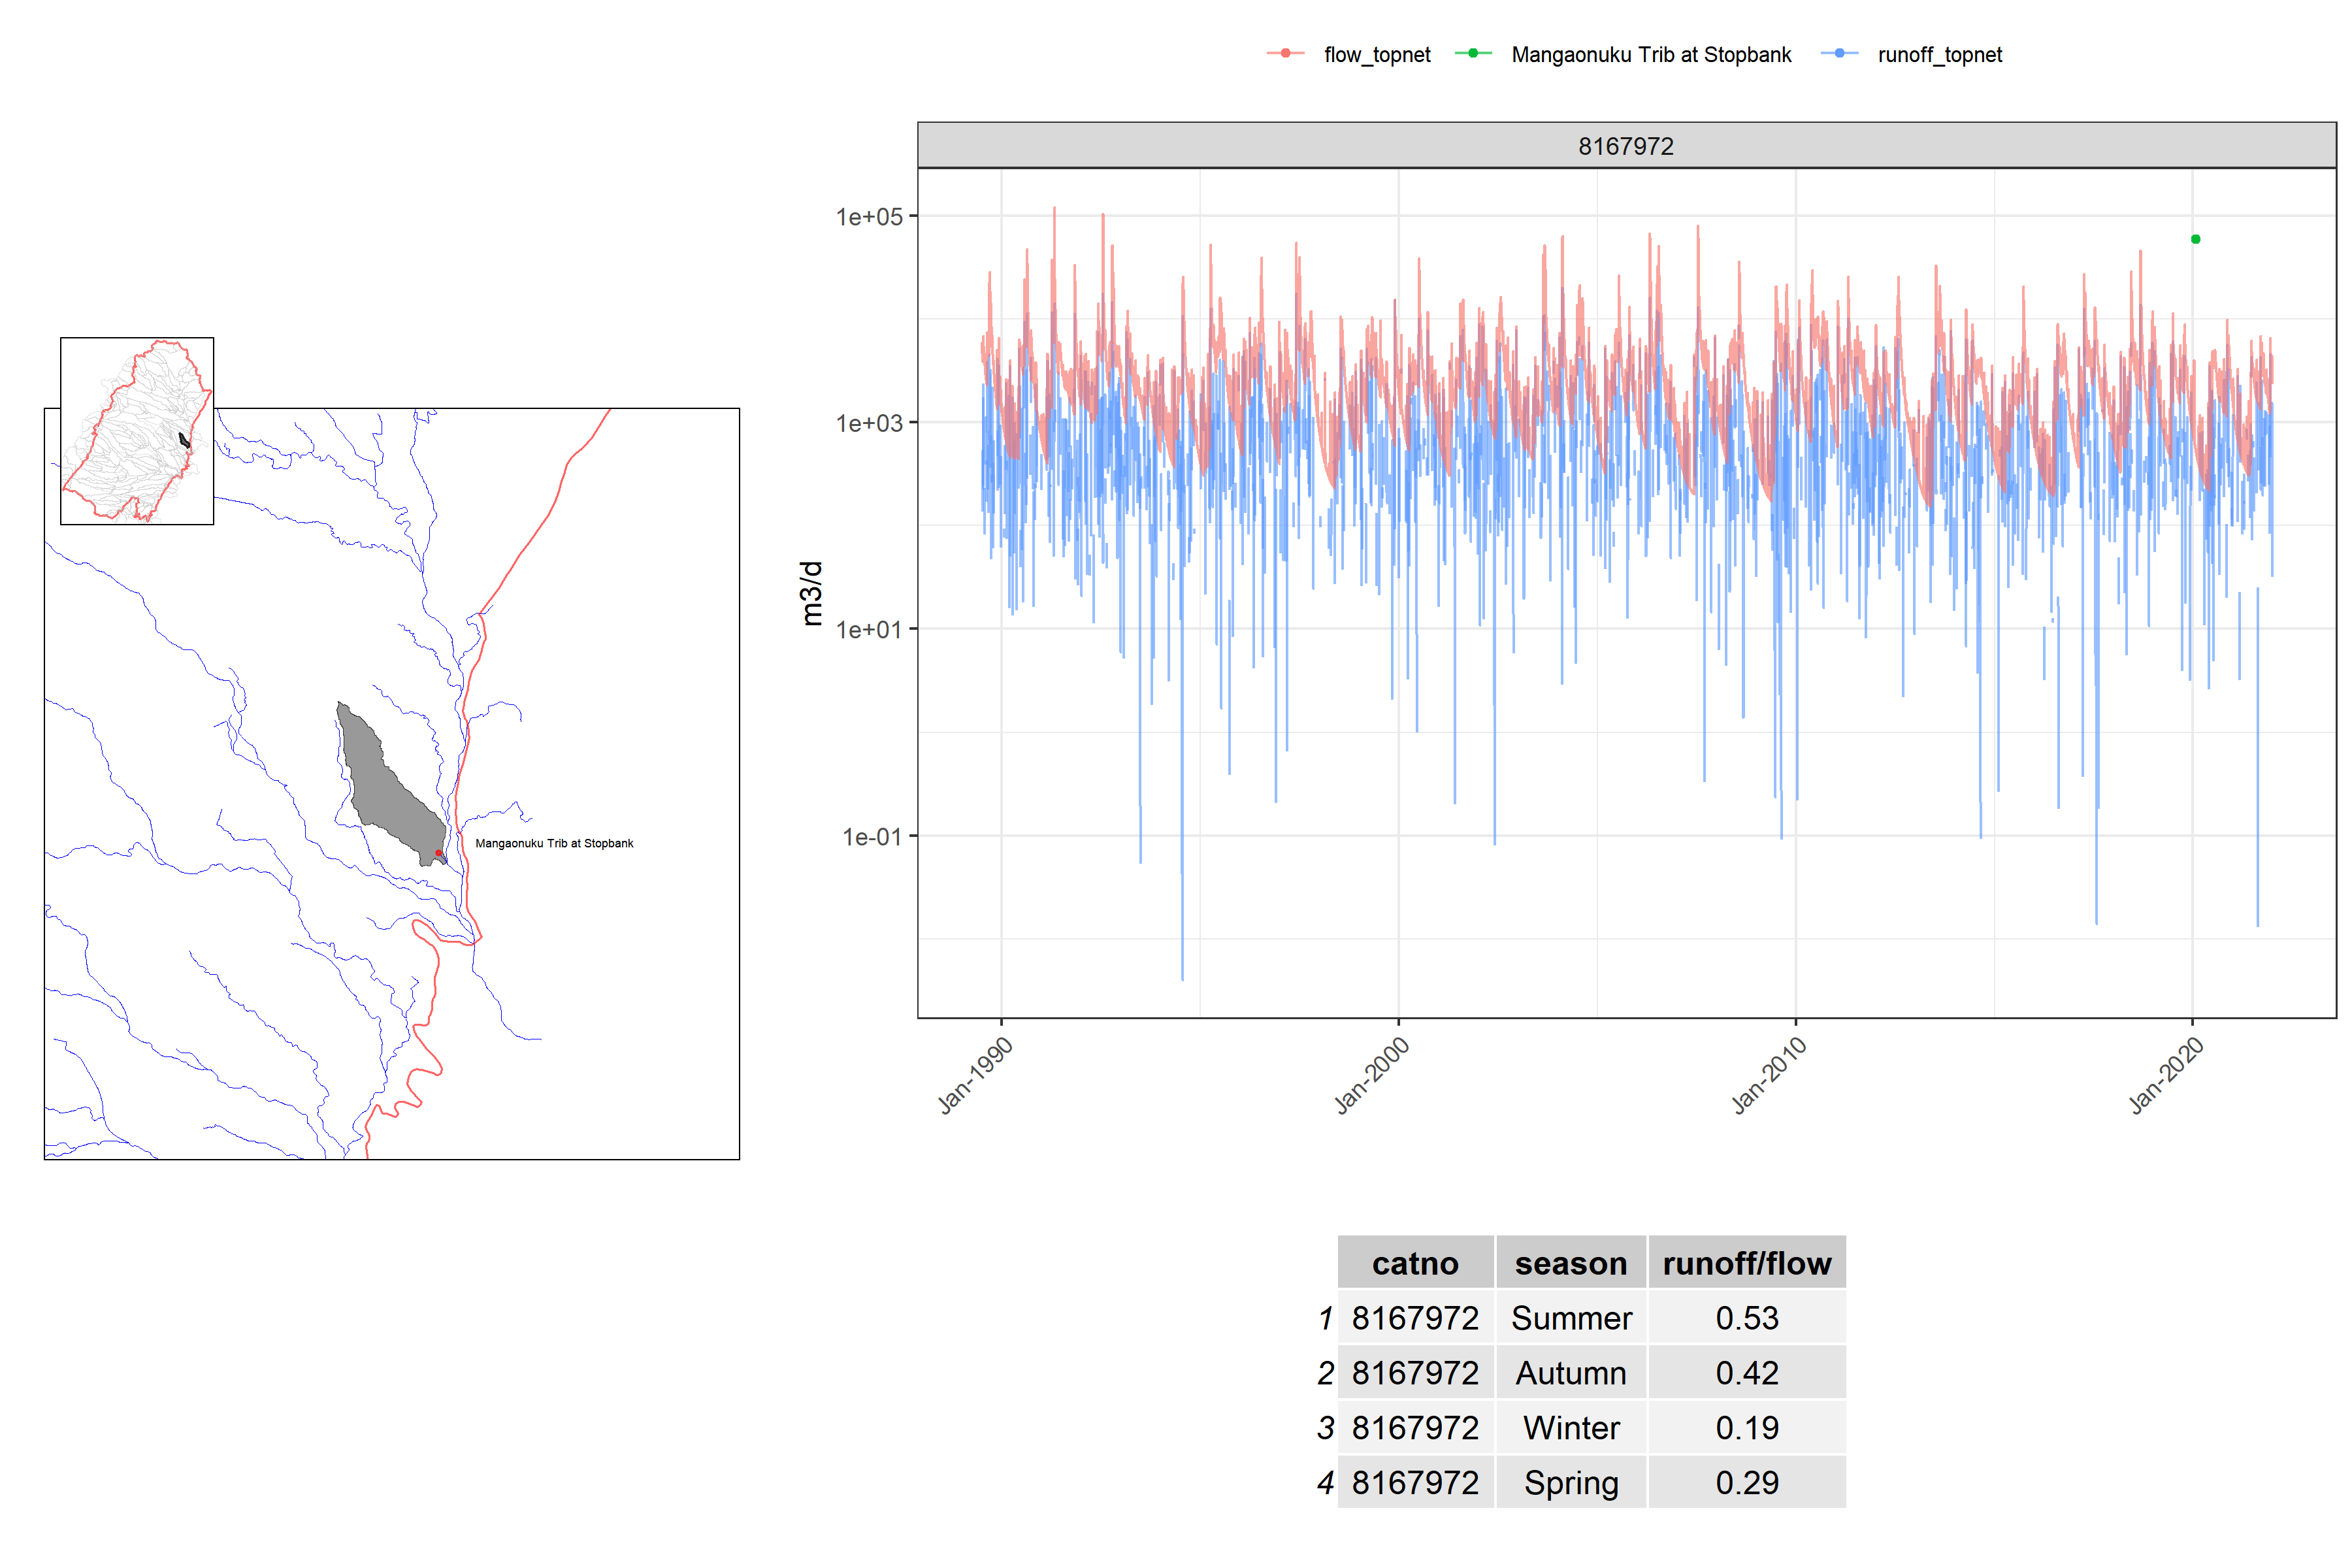 flow_topnet Mangaonuku Trib at Stopbank runoff_topnet
8167972
1e+05
1e+03
1e+01
1e-01
m3/d
Jan-1990 Jan-2000 Jan-2010 Jan-2020
Mangaonuku Trib at Stopbank
catno season runoff/flow
1 8167972 Summer 0.53
2 8167972 Autumn 0.42
3 8167972 Winter 0.19
4 8167972 Spring 0.29